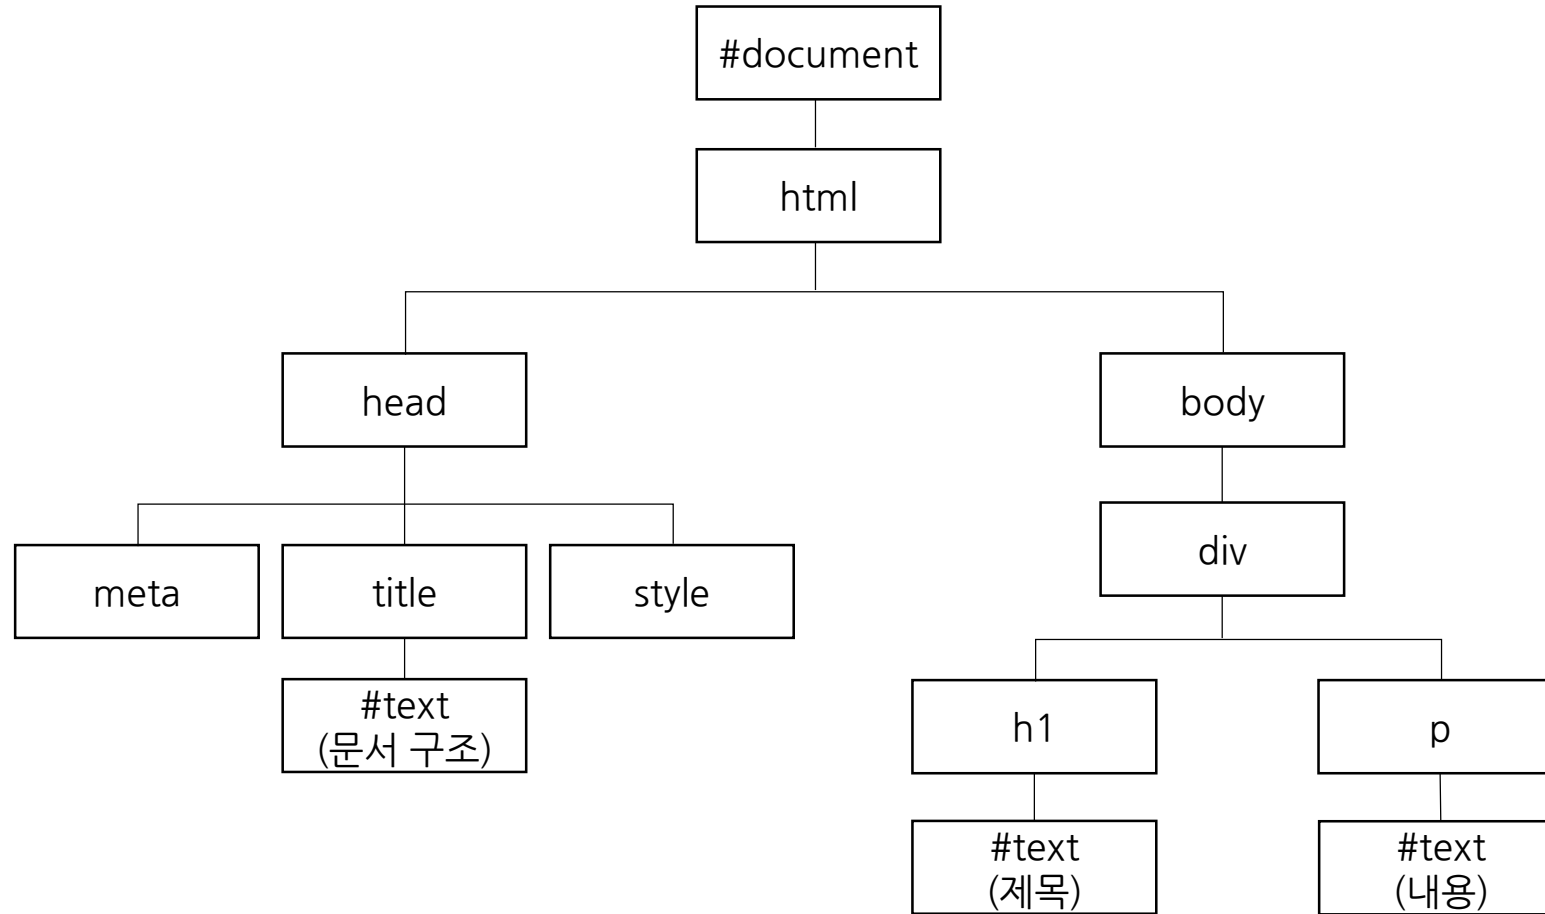 #document
html
head
body
div
meta
title
style
#text
(문서 구조)
h1
p
#text
(제목)
#text
(내용)